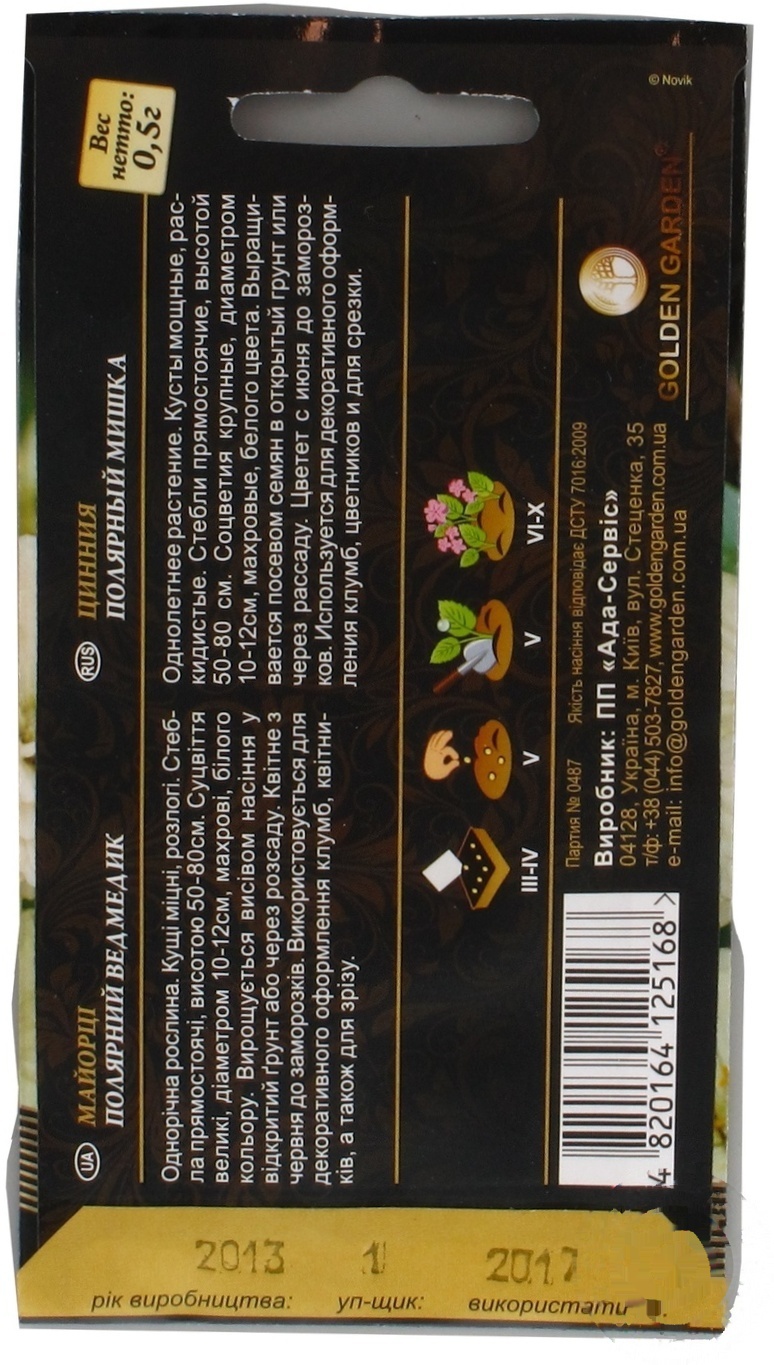 © Novik
Вес
нетто:
0,5г
UA
МАЙОРЦІ
ПОЛЯРНИЙ ВЕДМЕДИК
Однорічна рослина. Кущі міцні, розлогі. Стеб-
ла прямостоячі, висотою 50-80см. Суцвіття
великі, діаметром 10-12см, махрові, білого
кольору. Вирощується висівом насіння у
відкритий ґрунт або через розсаду. Квітне з
червня до заморозків. Використовується для
декоративного оформлення клумб, квітни-
ків, а також для зрізу.
RUS
ЦИННИЯ
ПОЛЯРНЫЙ МИШКА
Однолетнее растение. Кусты мощные, рас-
кидистые. Стебли прямостоячие, высотой
50-80 см. Соцветия крупные, диаметром
10-12см, махровые, белого цвета. Выращи-
вается посевом семян в открытый грунт или
через рассаду. Цветет с июня до замороз-
ков. Используется для декоративного оформ-
ления клумб, цветников и для срезки.
III-IV
V
V
VI-X
Партия № 0487 Якість насіння відповідає ДСТУ 7016:2009
Виробник: ПП «Ада-Сервіс»
04128, Україна, м. Київ, вул. Стеценка, 35
т/ф: +38 (044) 503-7827, www.goldengarden.com.ua
e-mail: info@goldengarden.com.ua
GOLDEN GARDEN®
4 820164 125168 >
2013 1 2017
рік виробництва: уп-щик: використати